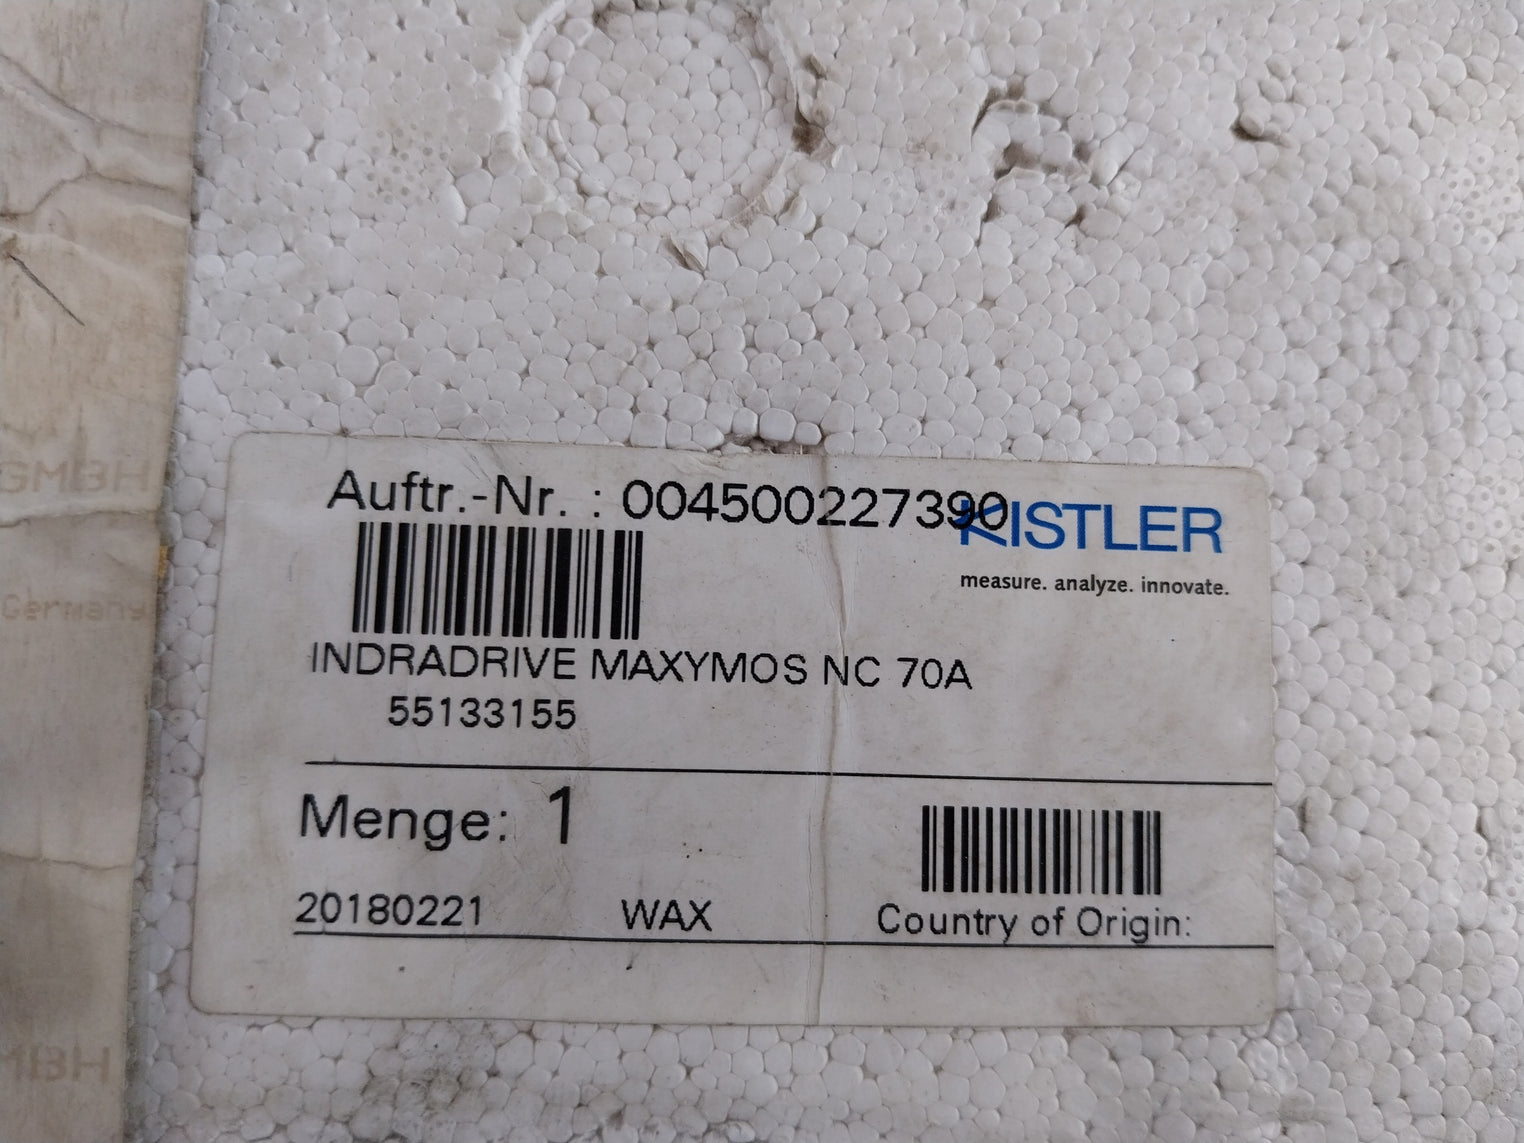 Auftr.-Nr. : 004500227390
KISTLER
measure. analyze. innovate.
INDRADRIVE MAXYMOS NC 70A
55133155
Menge: 1
20180221 WAX Country of Origin:
GMBH
Germany